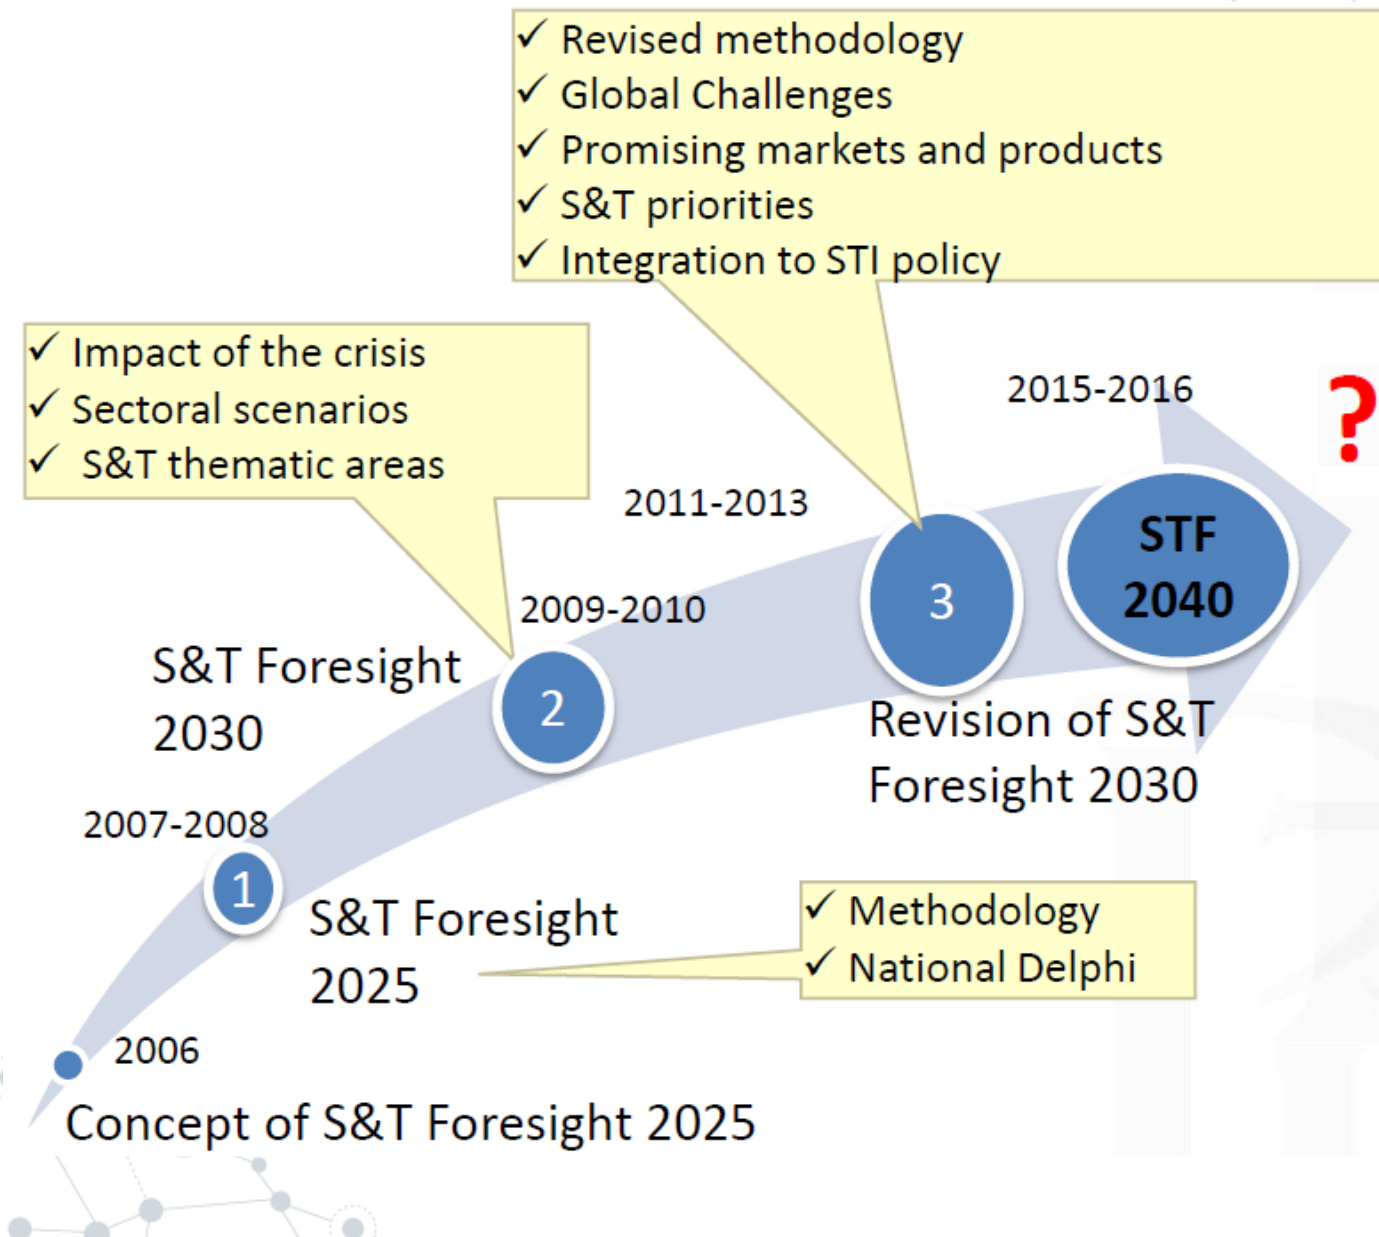 ✓ Revised methodology
✓ Global Challenges
✓ Promising markets and products
✓ S&T priorities
✓ Integration to STI policy
✓ Impact of the crisis
✓ Sectoral scenarios
✓ S&T thematic areas
2015-2016
?
2011-2013
STF
2040
3
2009-2010
S&T Foresight
2030
2
Revision of S&T
Foresight 2030
2007-2008
1
S&T Foresight
2025
✓ Methodology
✓ National Delphi
2006
Concept of S&T Foresight 2025